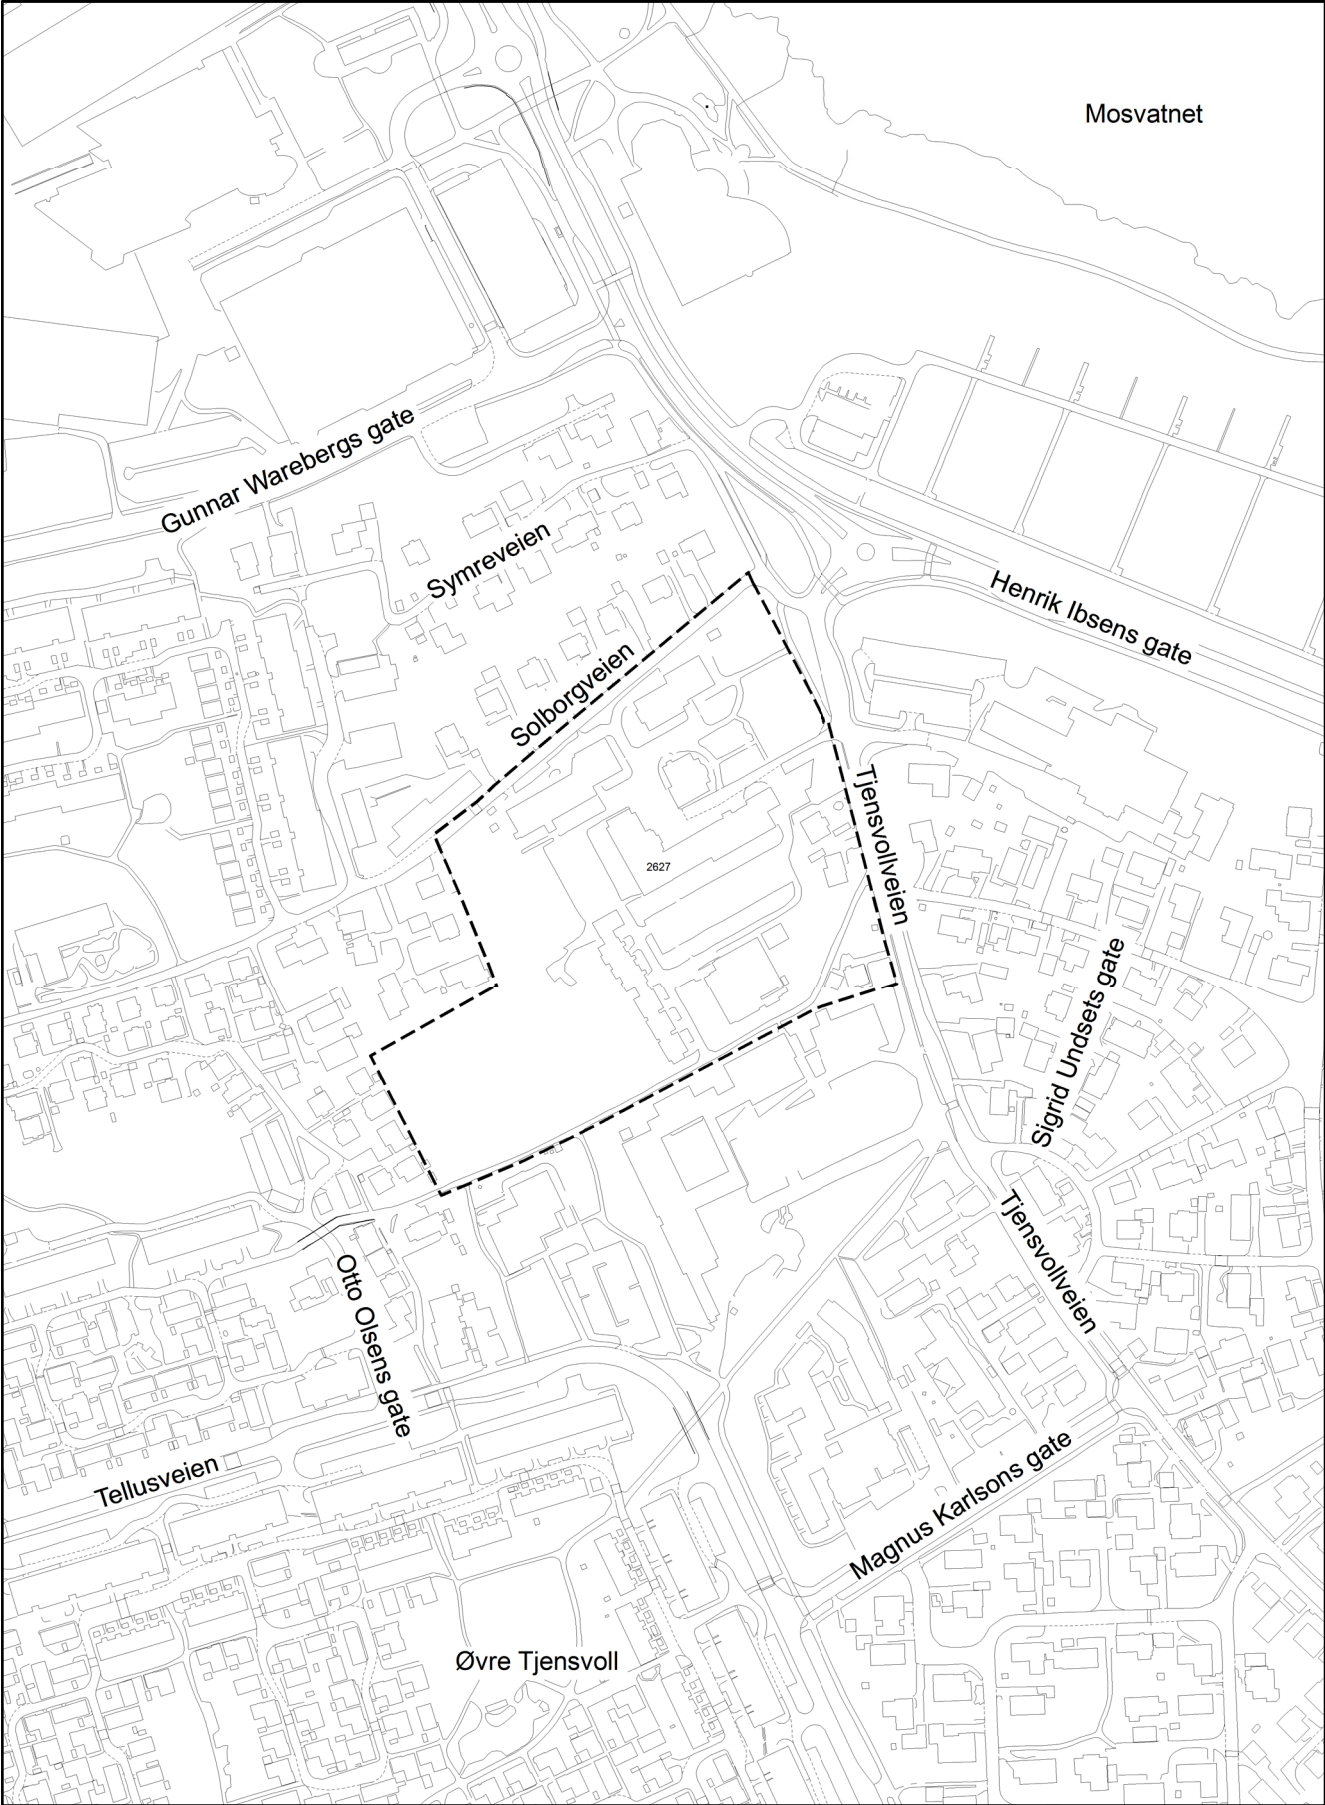 Mosvatnet
Gunnar Warebergs gate
Symreveien
Henrik Ibsens gate
Solborgveien
Tjensvollveien
2627
Sigrid Undsets gate
Tjensvollveien
Otto Olsens gate
Tellusveien
Magnus Karlsons gate
Øvre Tjensvoll